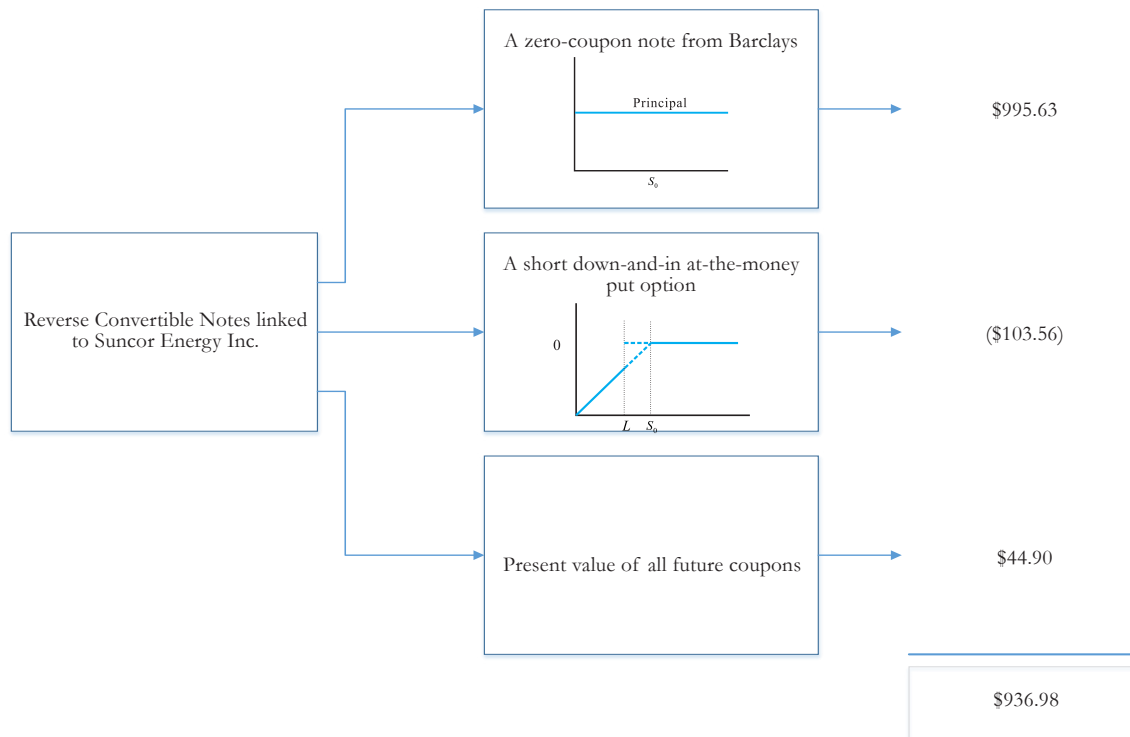 A zero-coupon note from Barclays
Principal
S₀
$995.63
Reverse Convertible Notes linked
to Suncor Energy Inc.
A short down-and-in at-the-money
put option
0
L S₀
($103.56)
Present value of all future coupons
$44.90
$936.98